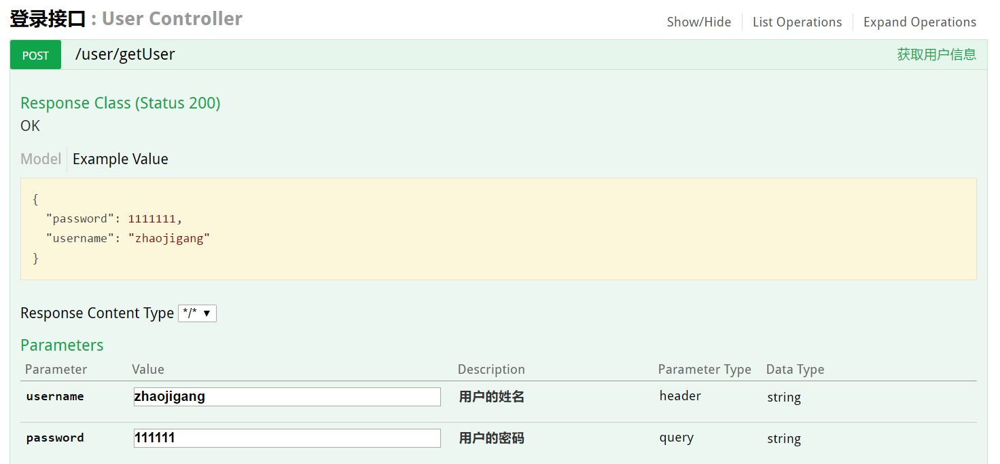 登录接口 : User Controller
Show/Hide List Operations Expand Operations
POST /user/getUser 获取用户信息
Response Class (Status 200)
OK
Model Example Value
{
"password": 1111111,
"username": "zhaojigang"
}
Response Content Type */* ▼
Parameters
Parameter Value Description Parameter Type Data Type
username zhaojigang 用户的姓名 header string
password 111111 用户的密码 query string